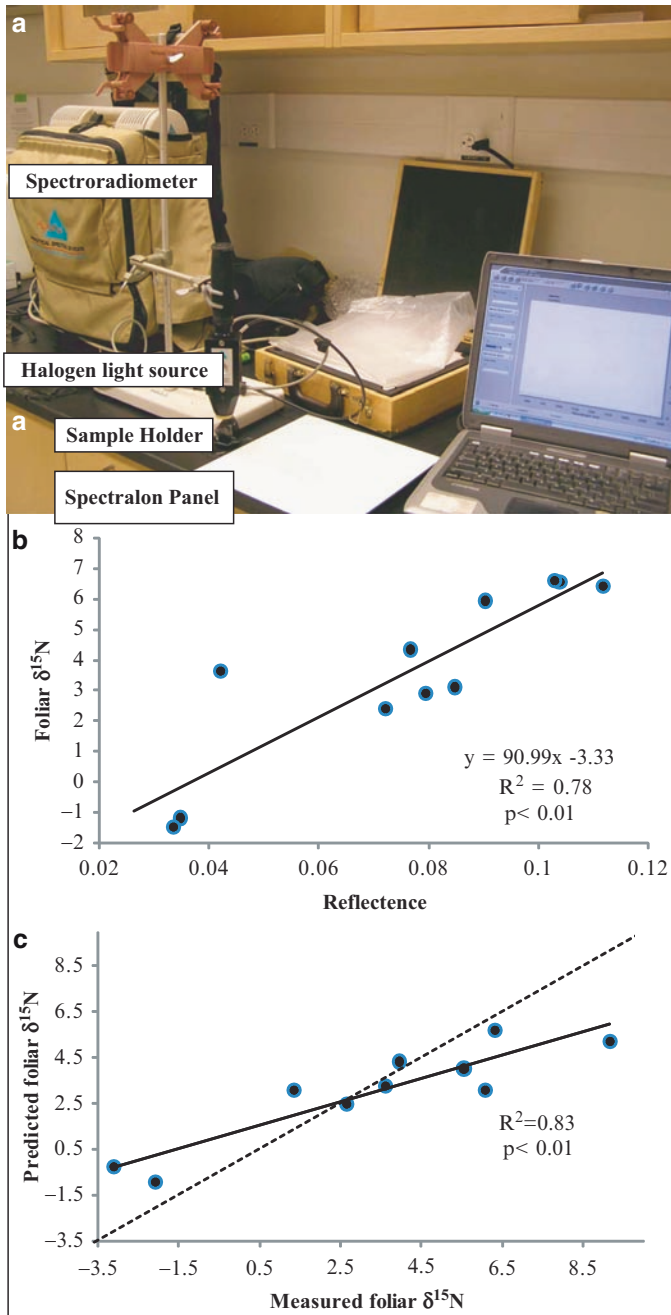 a
Spectroradiometer
Halogen light source
a
Sample Holder
Spectralon Panel
b
8
7
6
5
4
3
2
1
0
−1
−2
Foliar δ15N
y = 90.99x -3.33
R2 = 0.78
p< 0.01
0.02 0.04 0.06 0.08 0.1 0.12
Reflectence
c
8.5
6.5
4.5
2.5
0.5
−1.5
−3.5
Predicted foliar δ15N
R2=0.83
p< 0.01
−3.5 −1.5 0.5 2.5 4.5 6.5 8.5
Measured foliar δ15N